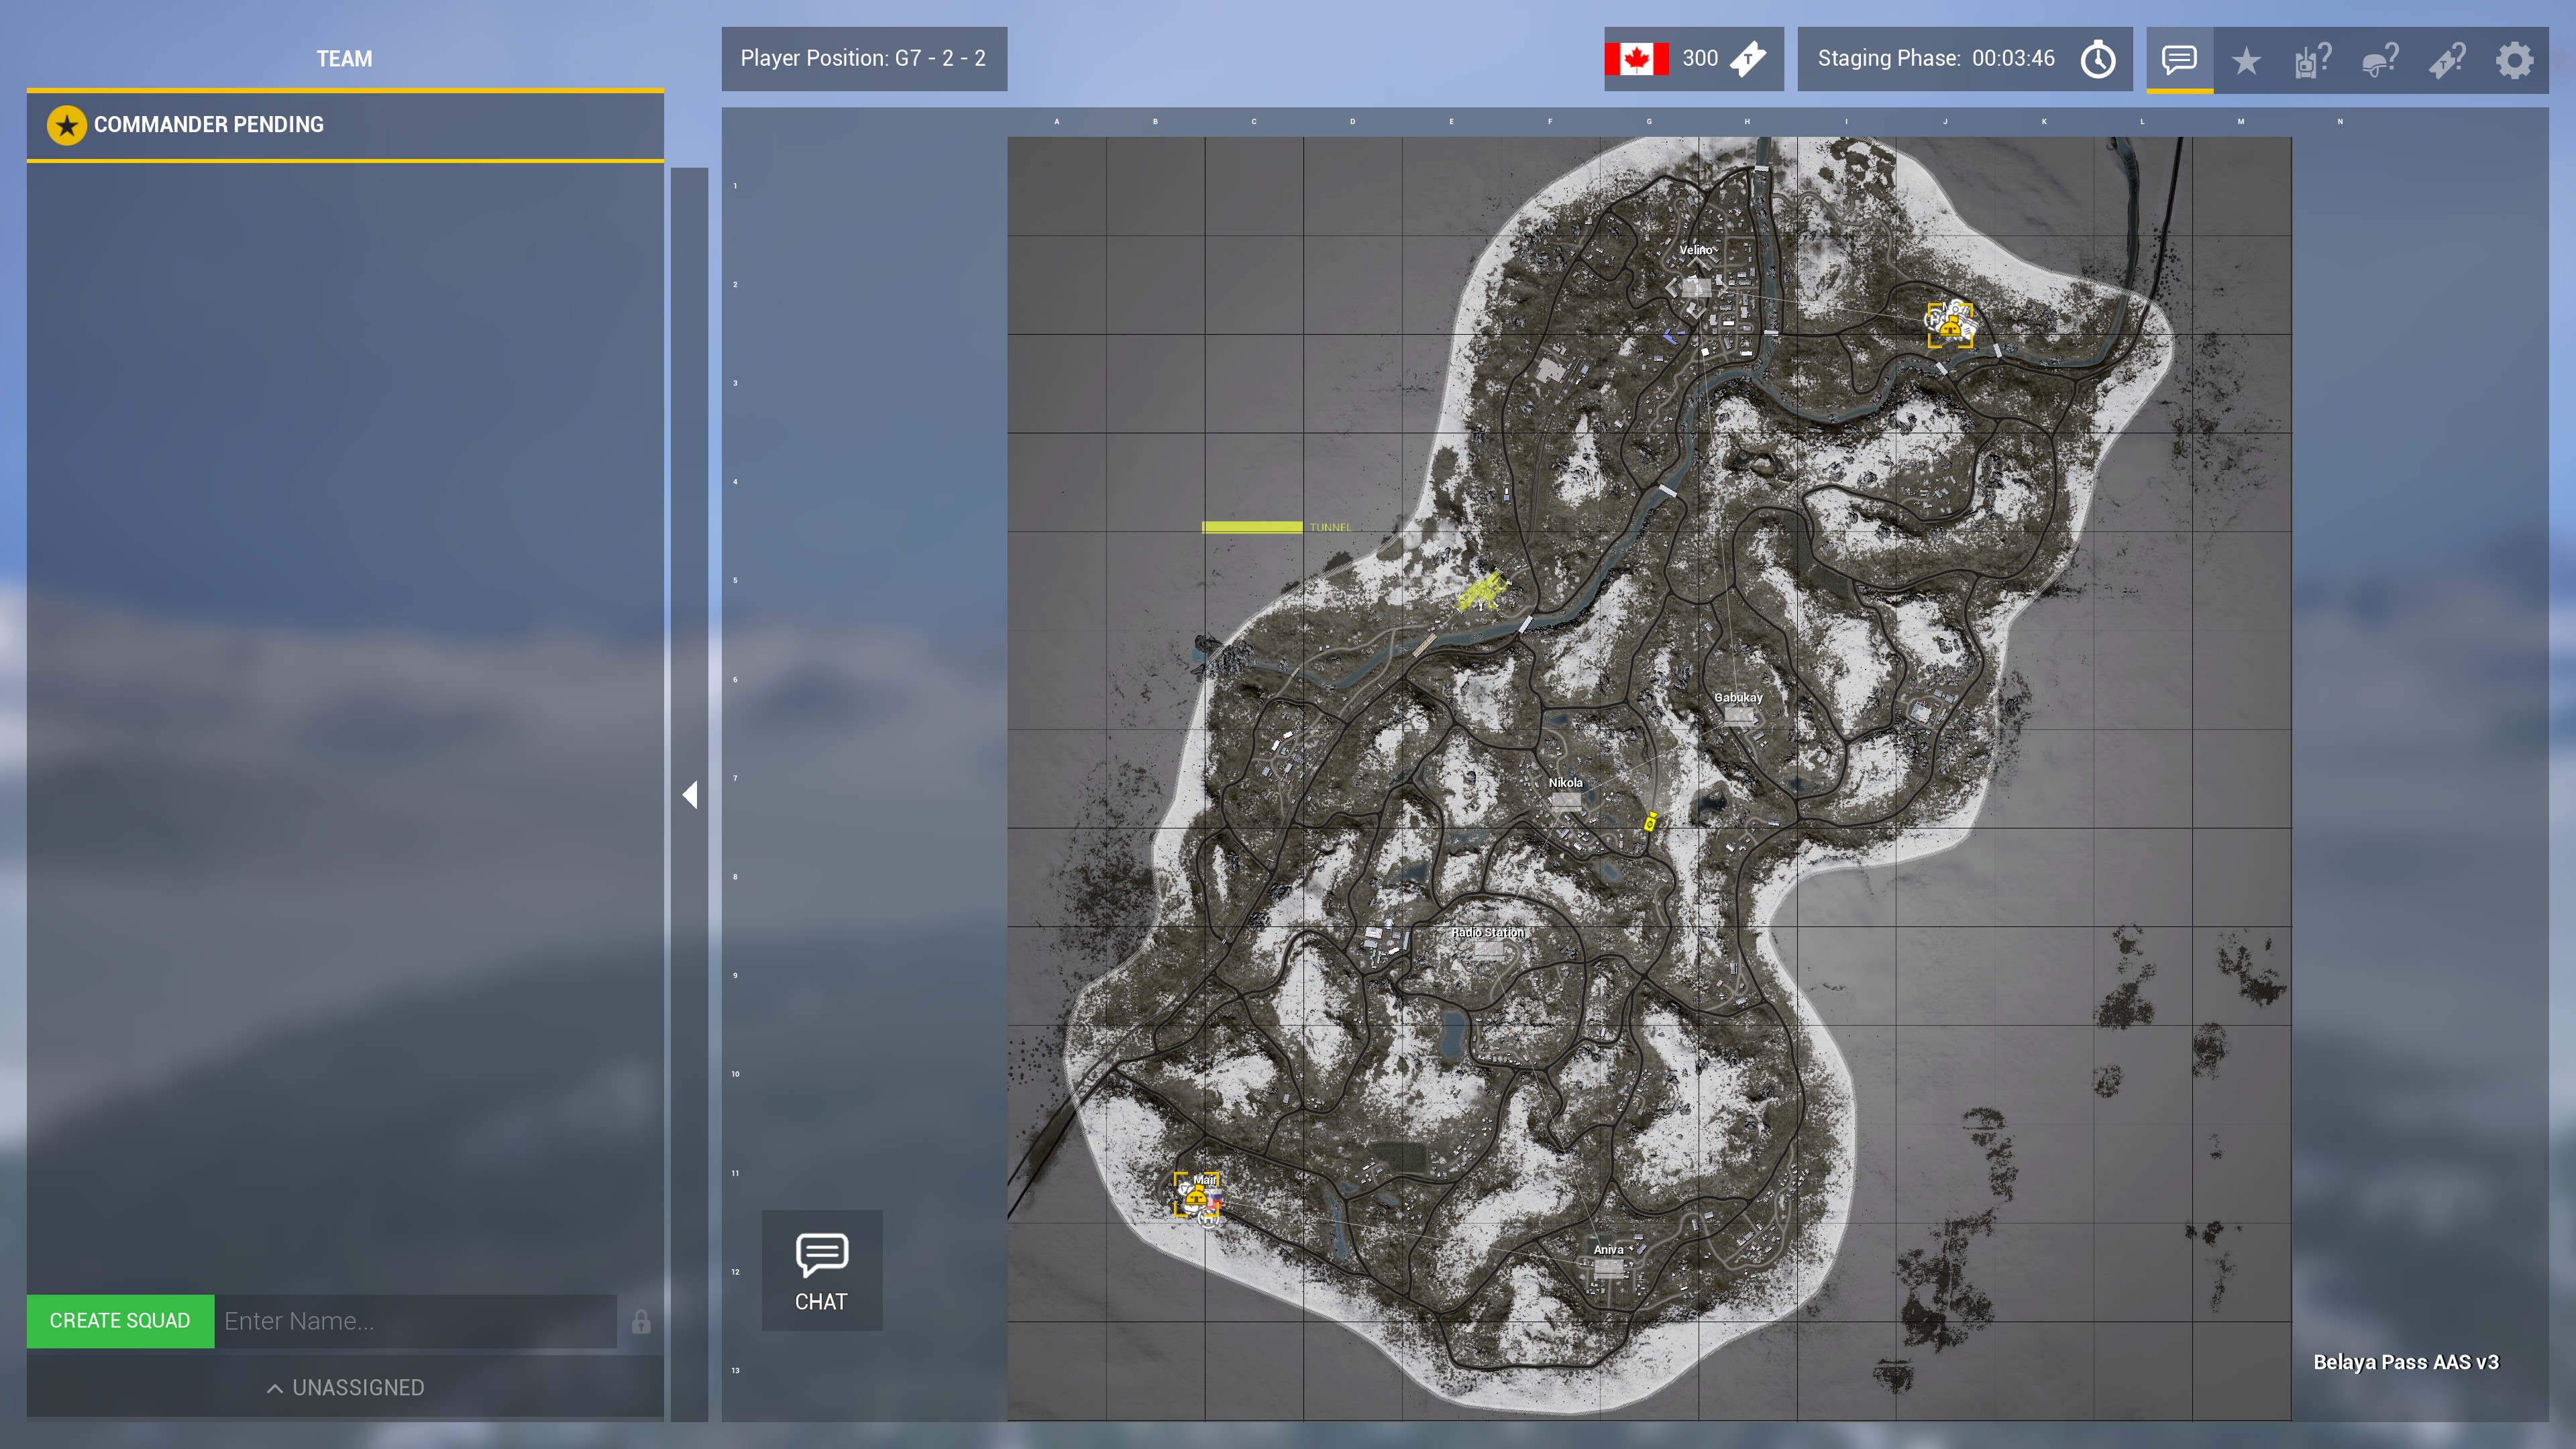 TEAM
Player Position: G7 - 2 - 2
300
T
Staging Phase: 00:03:46
COMMANDER PENDING
A B C D E F G H I J K L M N
1
2
3
4
5
6
7
8
9
10
11
12
13
Velino
TUNNEL
Gabukay
Nikola
Radio Station
Main
Aniva
CHAT
CREATE SQUAD
Enter Name...
UNASSIGNED
Belaya Pass AAS v3